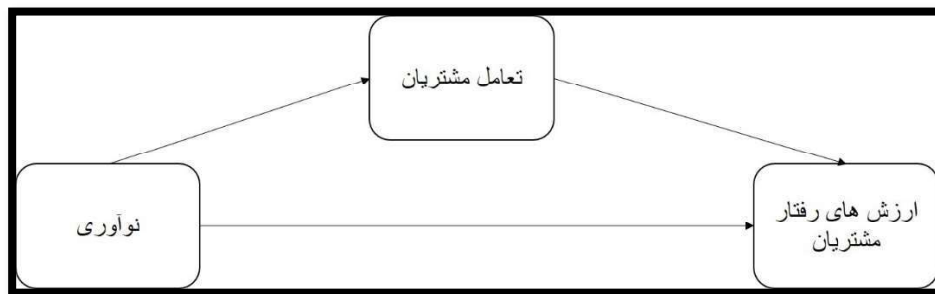 تعامل مشتریان
نوآوری
ارزش های رفتار
مشتریان